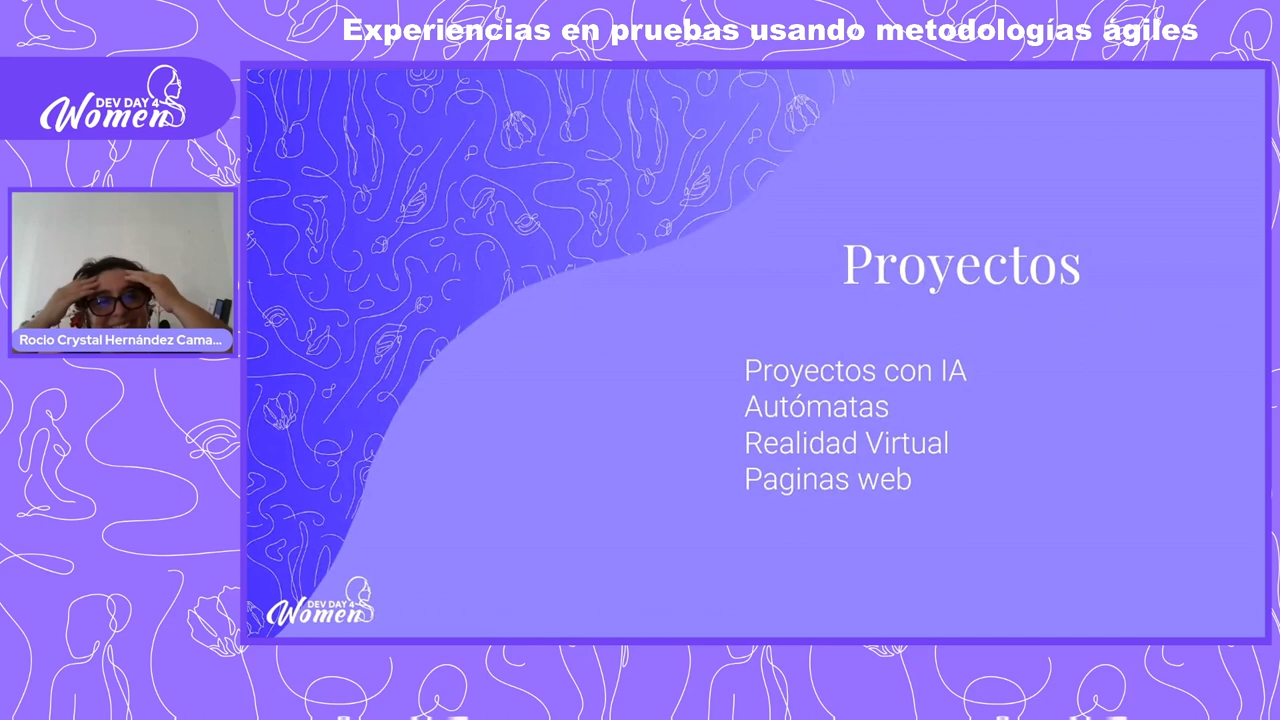 Experiencias en pruebas usando metodologías ágiles
DEV DAY 4
Women
Rocio Crystal Hernández Cama...
Proyectos
Proyectos con IA
Autómatas
Realidad Virtual
Paginas web
DEV DAY 4
Women